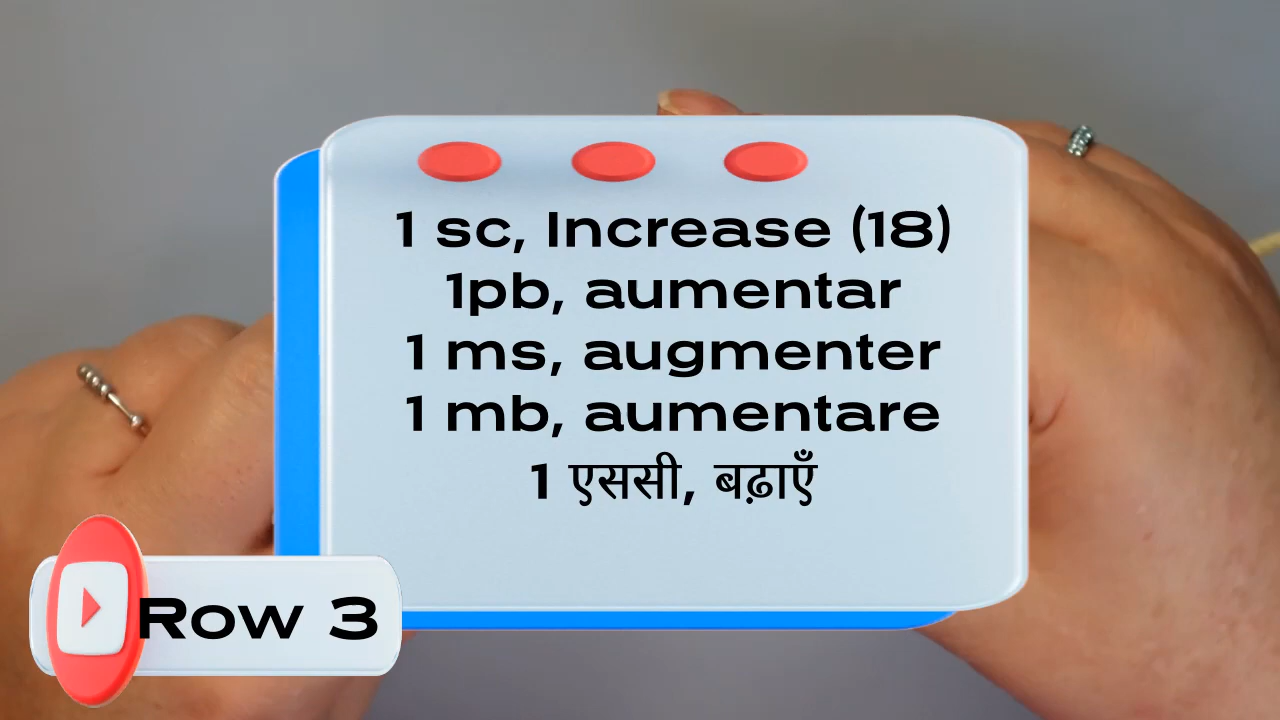 1 sc, Increase (18)
1pb, aumentar
1 ms, augmenter
1 mb, aumentare
1 एससी, बढ़ाएँ
Row 3